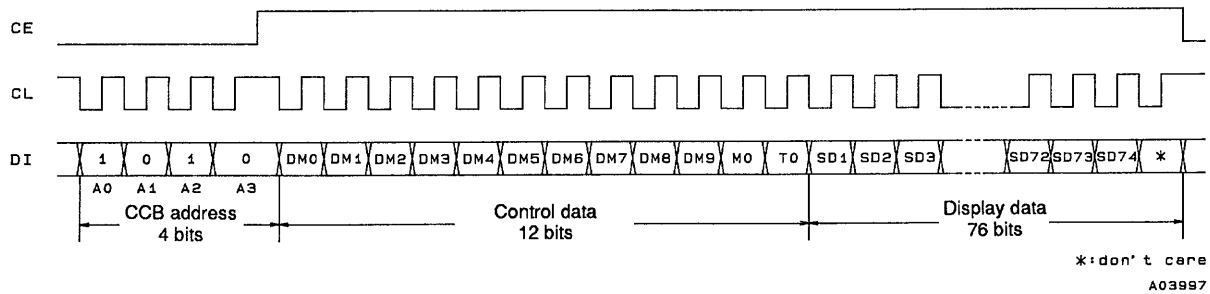 CE
CL
DI 1 0 1 0 DM0 DM1 DM2 DM3 DM4 DM5 DM6 DM7 DM8 DM9 M0 T0 SD1 SD2 SD3 SD72 SD73 SD74 *
A0 A1 A2 A3
CCB address
4 bits
Control data
12 bits
Display data
76 bits
*:don't care
A03997